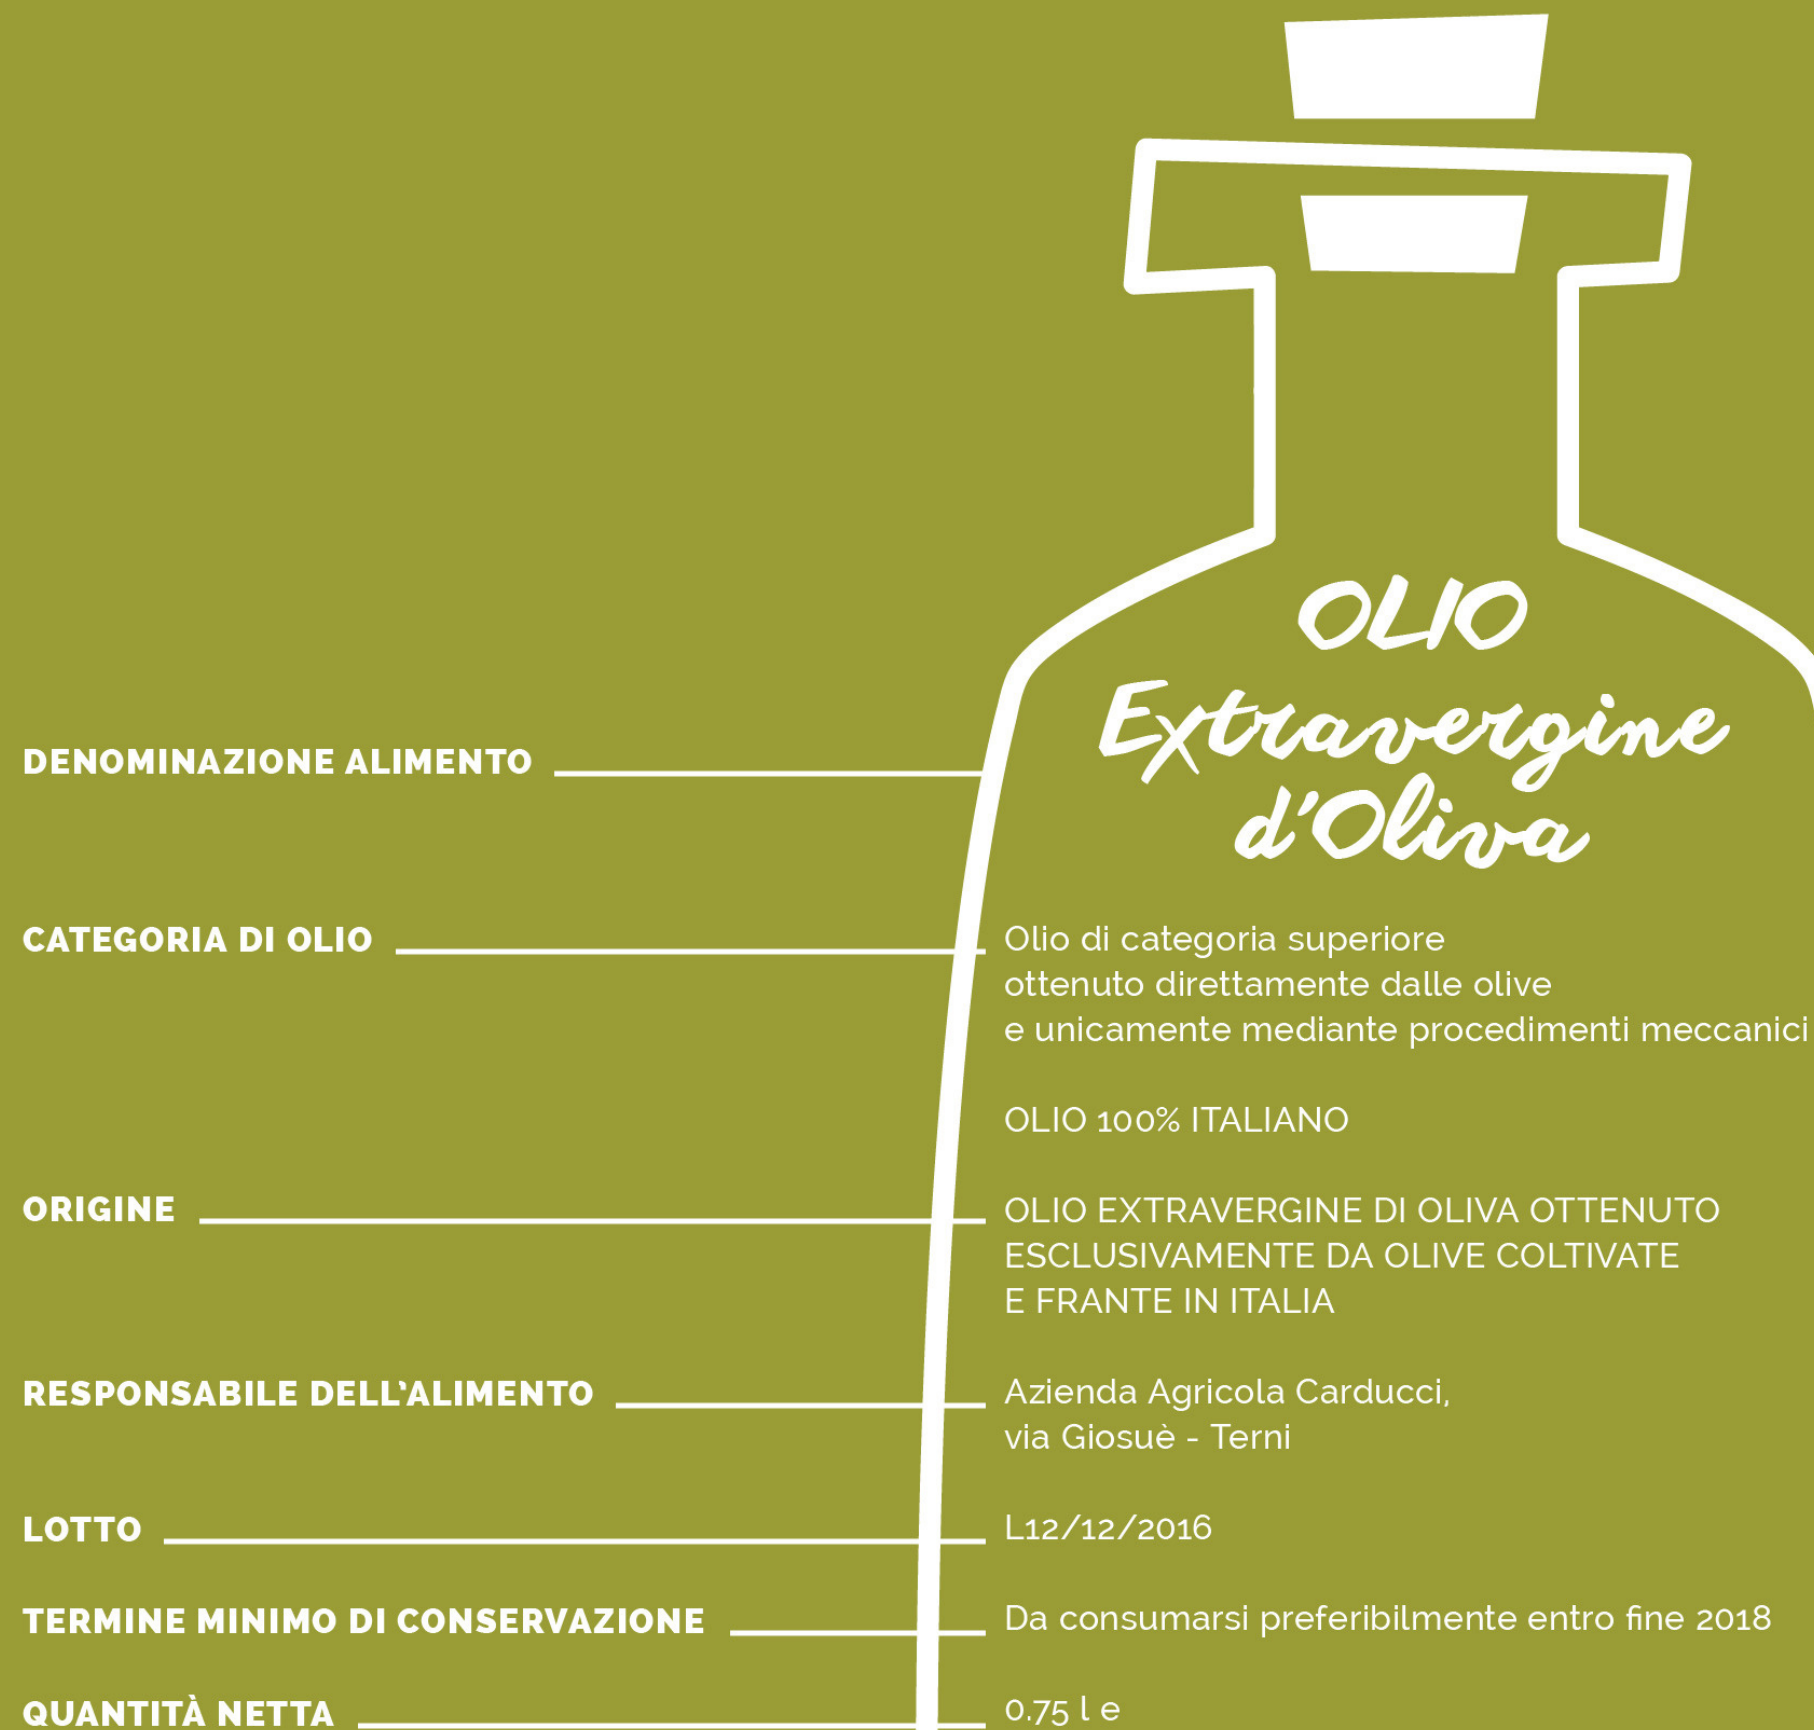 OLIO
Extravergine
d'Oliva
DENOMINAZIONE ALIMENTO
CATEGORIA DI OLIO
Olio di categoria superiore
ottenuto direttamente dalle olive
e unicamente mediante procedimenti meccanici
OLIO 100% ITALIANO
ORIGINE
OLIO EXTRAVERGINE DI OLIVA OTTENUTO
ESCLUSIVAMENTE DA OLIVE COLTIVATE
E FRANTE IN ITALIA
RESPONSABILE DELL'ALIMENTO
Azienda Agricola Carducci,
via Giosuè - Terni
LOTTO
L12/12/2016
TERMINE MINIMO DI CONSERVAZIONE
Da consumarsi preferibilmente entro fine 2018
QUANTITÀ NETTA
0.75 l e